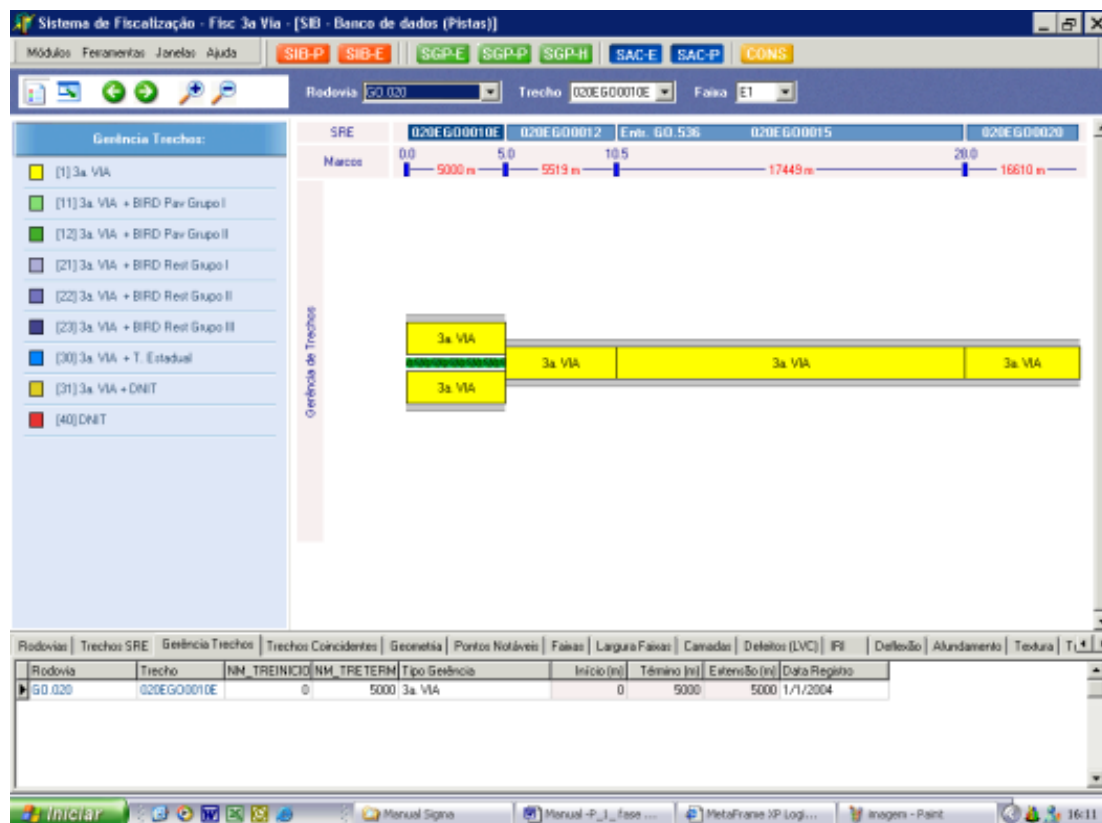 Sistema de Fiscalização - Fisc 3a Via - [SIB - Banco de dados (Pistas)]
Módulos Ferramentas Janelas Ajuda SIB-P SIB-E SGP-E SGP-P SGP-H SAC-E SAC-P CONS
Rodovia GO.020 Trecho 020EGO0010E Faixa E1
Gerência Trechos:
[1] 3a. VIA
[11] 3a. VIA + BIRD Pav Grupo I
[12] 3a. VIA + BIRD Pav Grupo II
[21] 3a. VIA + BIRD Rest Grupo I
[22] 3a. VIA + BIRD Rest Grupo II
[23] 3a. VIA + BIRD Rest Grupo III
[30] 3a. VIA + T. Estadual
[31] 3a. VIA + DNIT
[40] DNIT
SRE 020EGO0010E 020EGO0012 Entr. GO.536 020EGO0015 020EGO0020
Marcos 0.0 5.0 10.5 28.0
5000 m 5519 m 17449 m 16610 m
Gerência de Trechos
3a. VIA
3a. VIA 3a. VIA 3a. VIA
3a. VIA
Rodovias Trechos SRE Gerência Trechos Trechos Coincidentes Geometria Pontos Notáveis Faixas Largura Faixas Camadas Defeitos (LVC) IRI Deflexão Afundamento Textura
Rodovia Trecho NM_TREINICIO NM_TRETERM Tipo Gerência Início (m) Término (m) Extensão (m) Data Registro
GO.020 020EGO0010E 0 5000 3a. VIA 0 5000 5000 1/1/2004
Iniciar Manual Sigma Manual -P_1_fase ... MetaFrame XP Logi... imagem - Paint 16:11